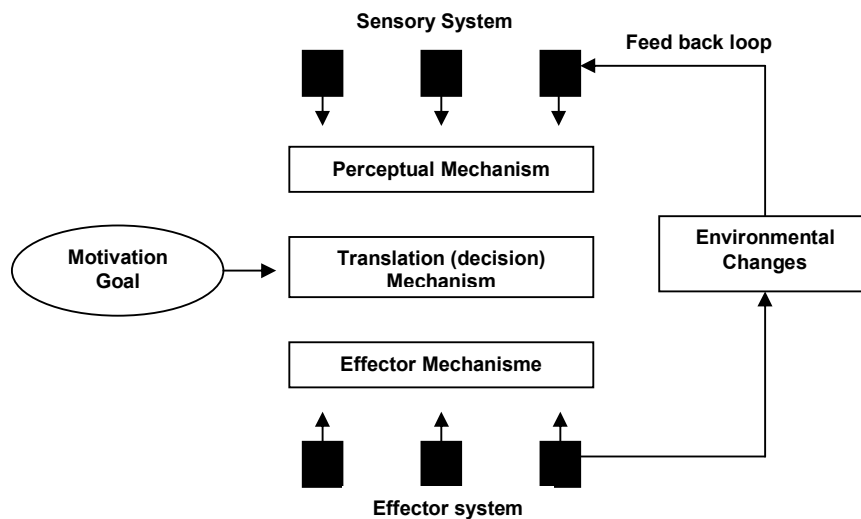 Sensory System
Feed back loop
Perceptual Mechanism
Motivation
Goal
Translation (decision)
Mechanism
Environmental
Changes
Effector Mechanisme
Effector system